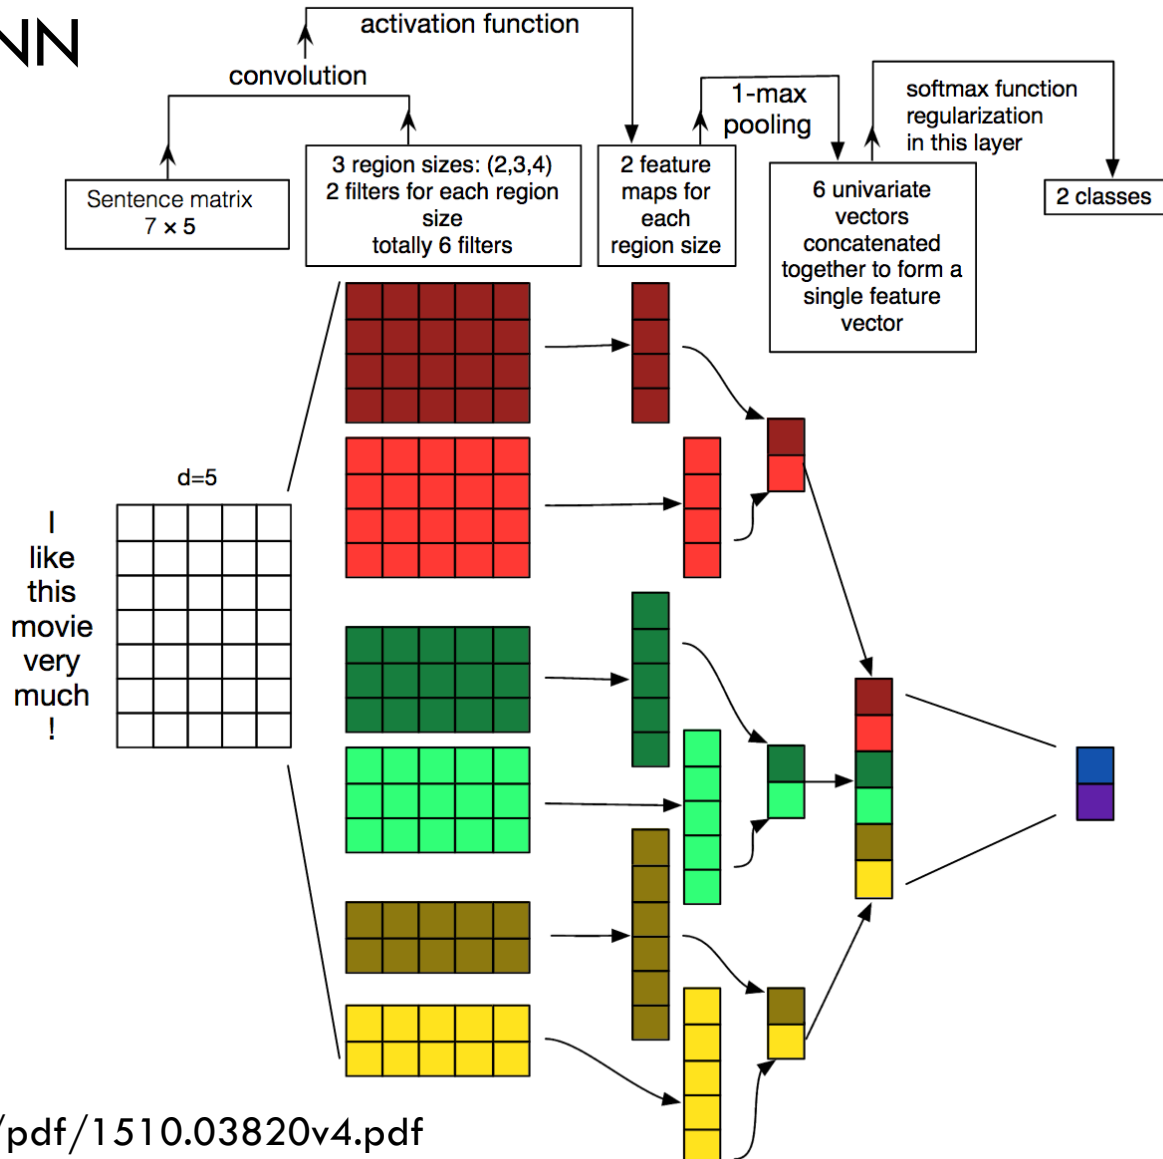 NN
activation function
convolution
1-max
pooling
softmax function
regularization
in this layer
Sentence matrix
7 × 5
3 region sizes: (2,3,4)
2 filters for each region
size
totally 6 filters
2 feature
maps for
each
region size
6 univariate
vectors
concatenated
together to form a
single feature
vector
2 classes
d=5
I
like
this
movie
very
much
!
/pdf/1510.03820v4.pdf